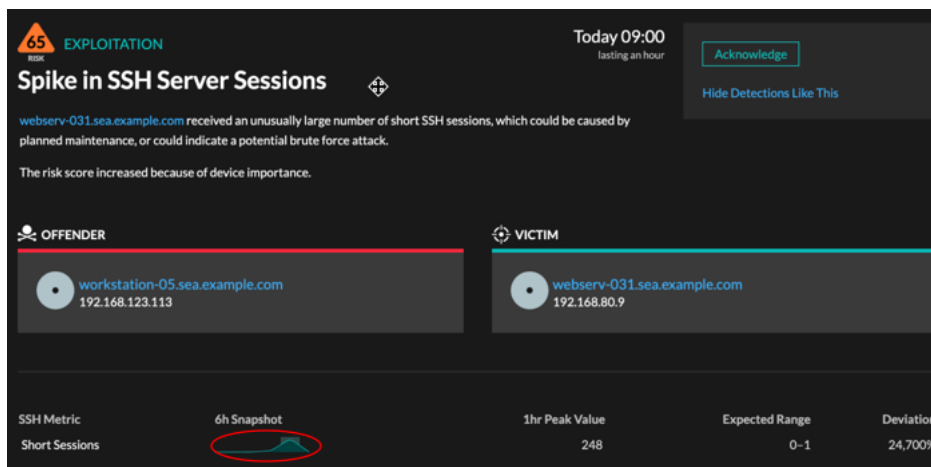 65
RISK
EXPLOITATION
Spike in SSH Server Sessions
Today 09:00
lasting an hour
Acknowledge
Hide Detections Like This
webserv-031.sea.example.com received an unusually large number of short SSH sessions, which could be caused by
planned maintenance, or could indicate a potential brute force attack.
The risk score increased because of device importance.
OFFENDER
workstation-05.sea.example.com
192.168.123.113
VICTIM
webserv-031.sea.example.com
192.168.80.9
SSH Metric 6h Snapshot 1hr Peak Value Expected Range Deviation
Short Sessions 248 0–1 24,700%